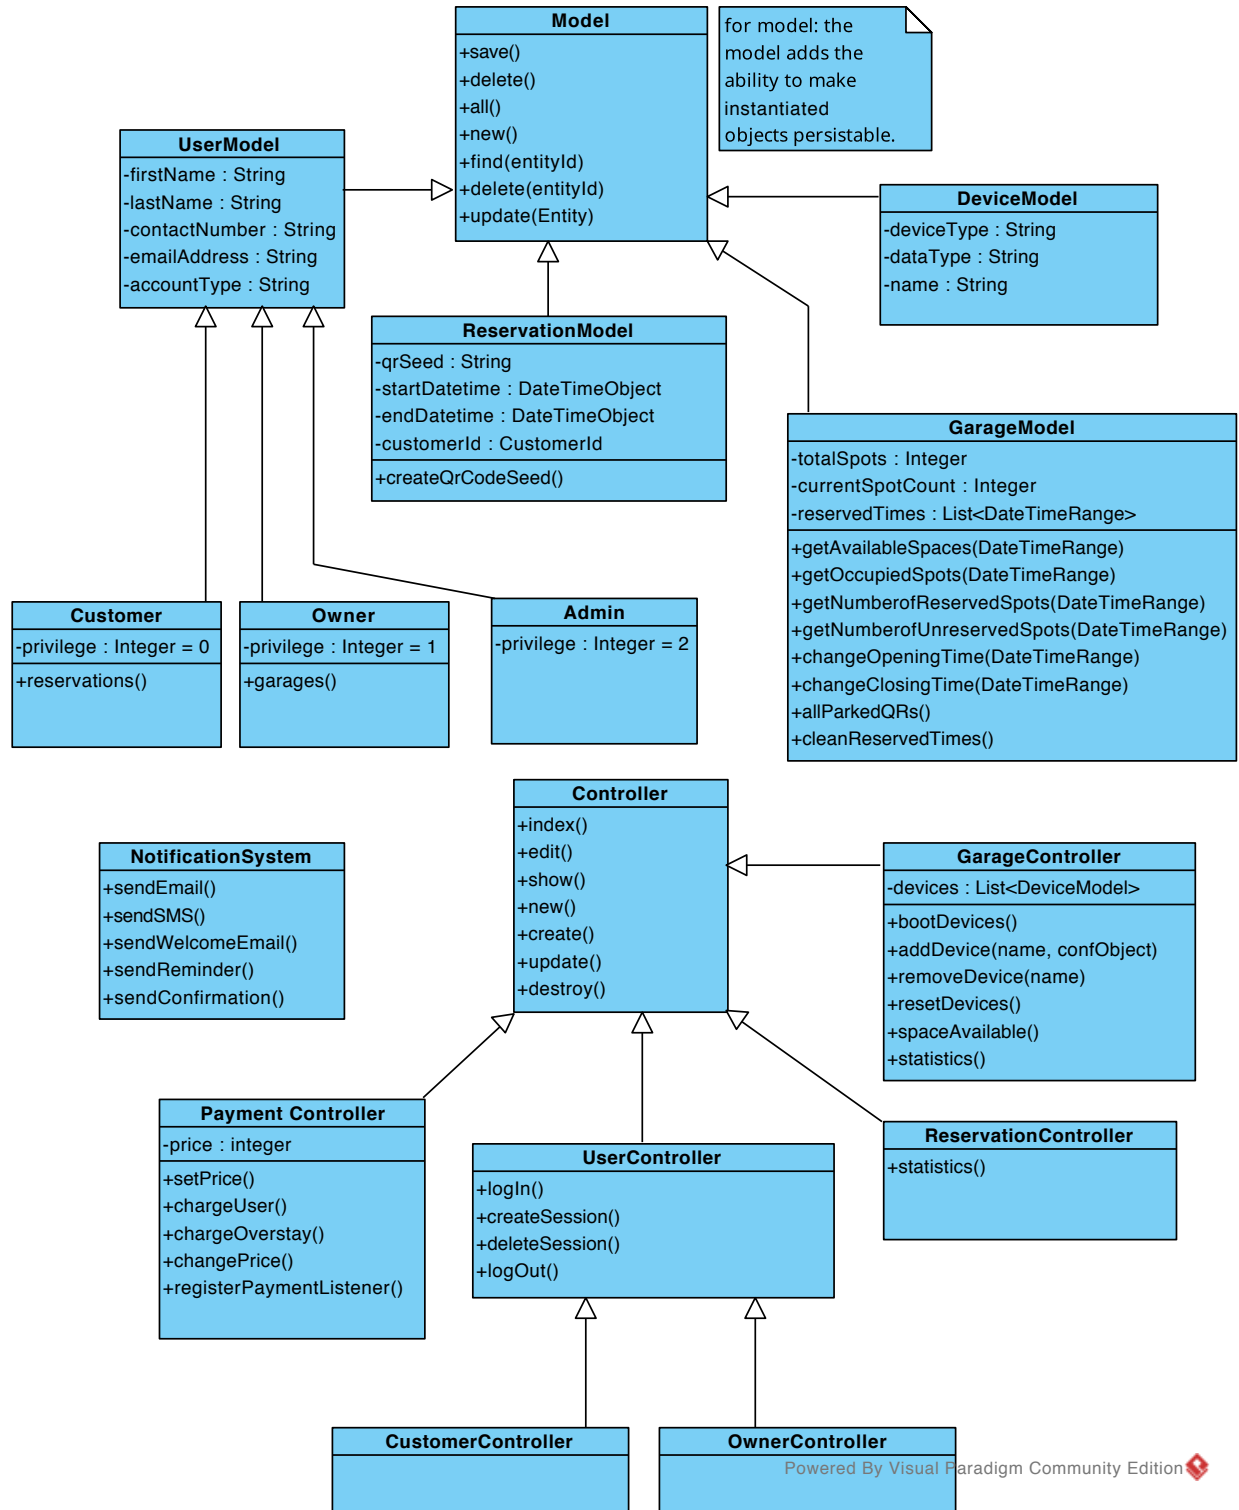 Model
+save()
+delete()
+all()
+new()
+find(entityId)
+delete(entityId)
+update(Entity)
for model: the
model adds the
ability to make
instantiated
objects persistable.
UserModel
-firstName : String
-lastName : String
-contactNumber : String
-emailAddress : String
-accountType : String
DeviceModel
-deviceType : String
-dataType : String
-name : String
ReservationModel
-qrSeed : String
-startDatetime : DateTimeObject
-endDatetime : DateTimeObject
-customerId : CustomerId
+createQrCodeSeed()
GarageModel
-totalSpots : Integer
-currentSpotCount : Integer
-reservedTimes : List<DateTimeRange>
+getAvailableSpaces(DateTimeRange)
+getOccupiedSpots(DateTimeRange)
+getNumberofReservedSpots(DateTimeRange)
+getNumberofUnreservedSpots(DateTimeRange)
+changeOpeningTime(DateTimeRange)
+changeClosingTime(DateTimeRange)
+allParkedQRs()
+cleanReservedTimes()
Customer
-privilege : Integer = 0
+reservations()
Owner
-privilege : Integer = 1
+garages()
Admin
-privilege : Integer = 2
Controller
+index()
+edit()
+show()
+new()
+create()
+update()
+destroy()
NotificationSystem
+sendEmail()
+sendSMS()
+sendWelcomeEmail()
+sendReminder()
+sendConfirmation()
GarageController
-devices : List<DeviceModel>
+bootDevices()
+addDevice(name, confObject)
+removeDevice(name)
+resetDevices()
+spaceAvailable()
+statistics()
Payment Controller
-price : integer
+setPrice()
+chargeUser()
+chargeOverstay()
+changePrice()
+registerPaymentListener()
UserController
+logIn()
+createSession()
+deleteSession()
+logOut()
ReservationController
+statistics()
CustomerController
OwnerController
Powered By Visual Paradigm Community Edition